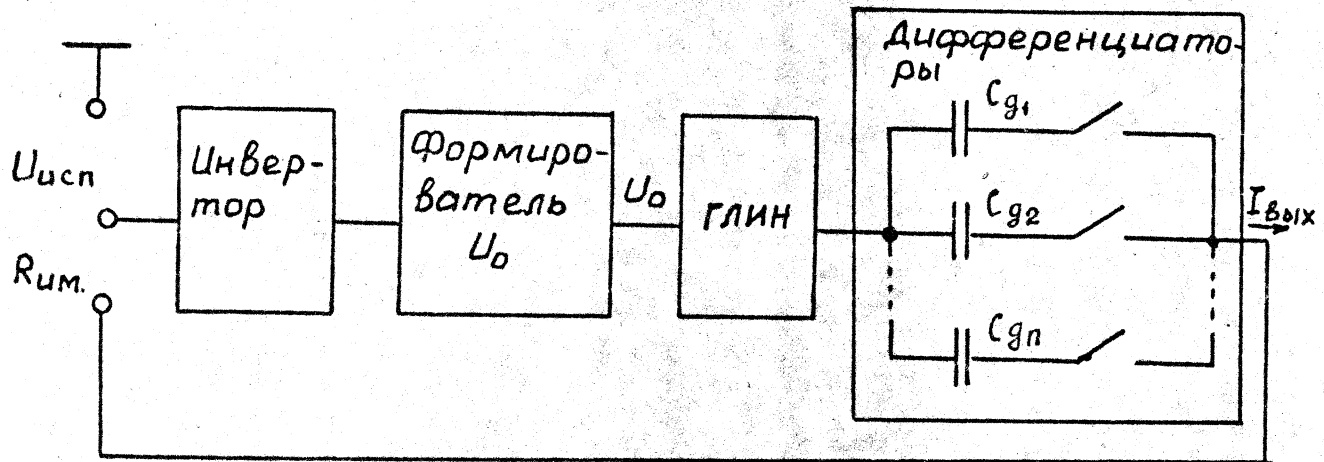 Дифференциато-
ры
Cg1
Uисп
Инвер-
тор
Формиро-
ватель
U0
U0
ГЛИН
Cg2
Iвых
Rим.
Cgn